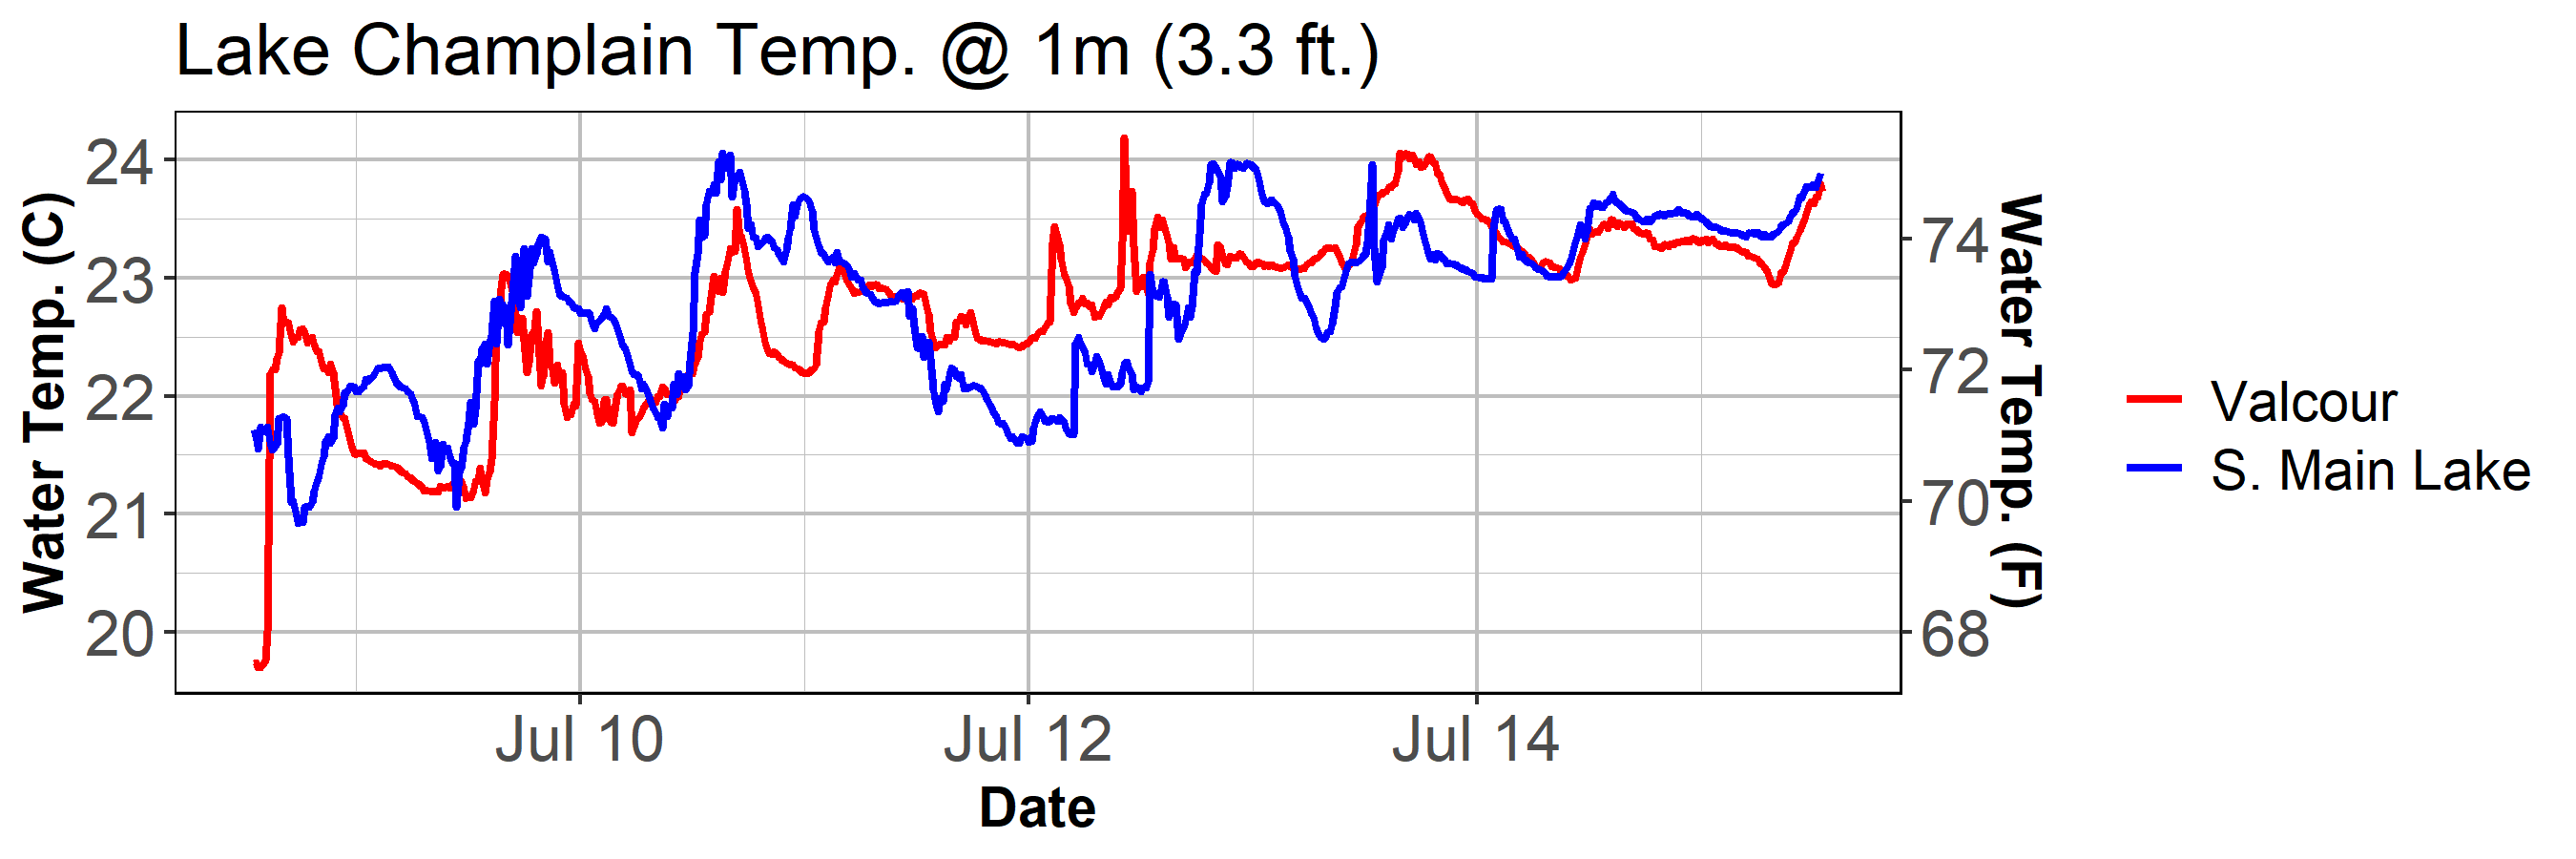 Lake Champlain Temp. @ 1m (3.3 ft.)
Water Temp. (C)
24
23
22
21
20
74
72
70
68
Water Temp. (F)
Jul 10
Jul 12
Jul 14
Date
Valcour
S. Main Lake